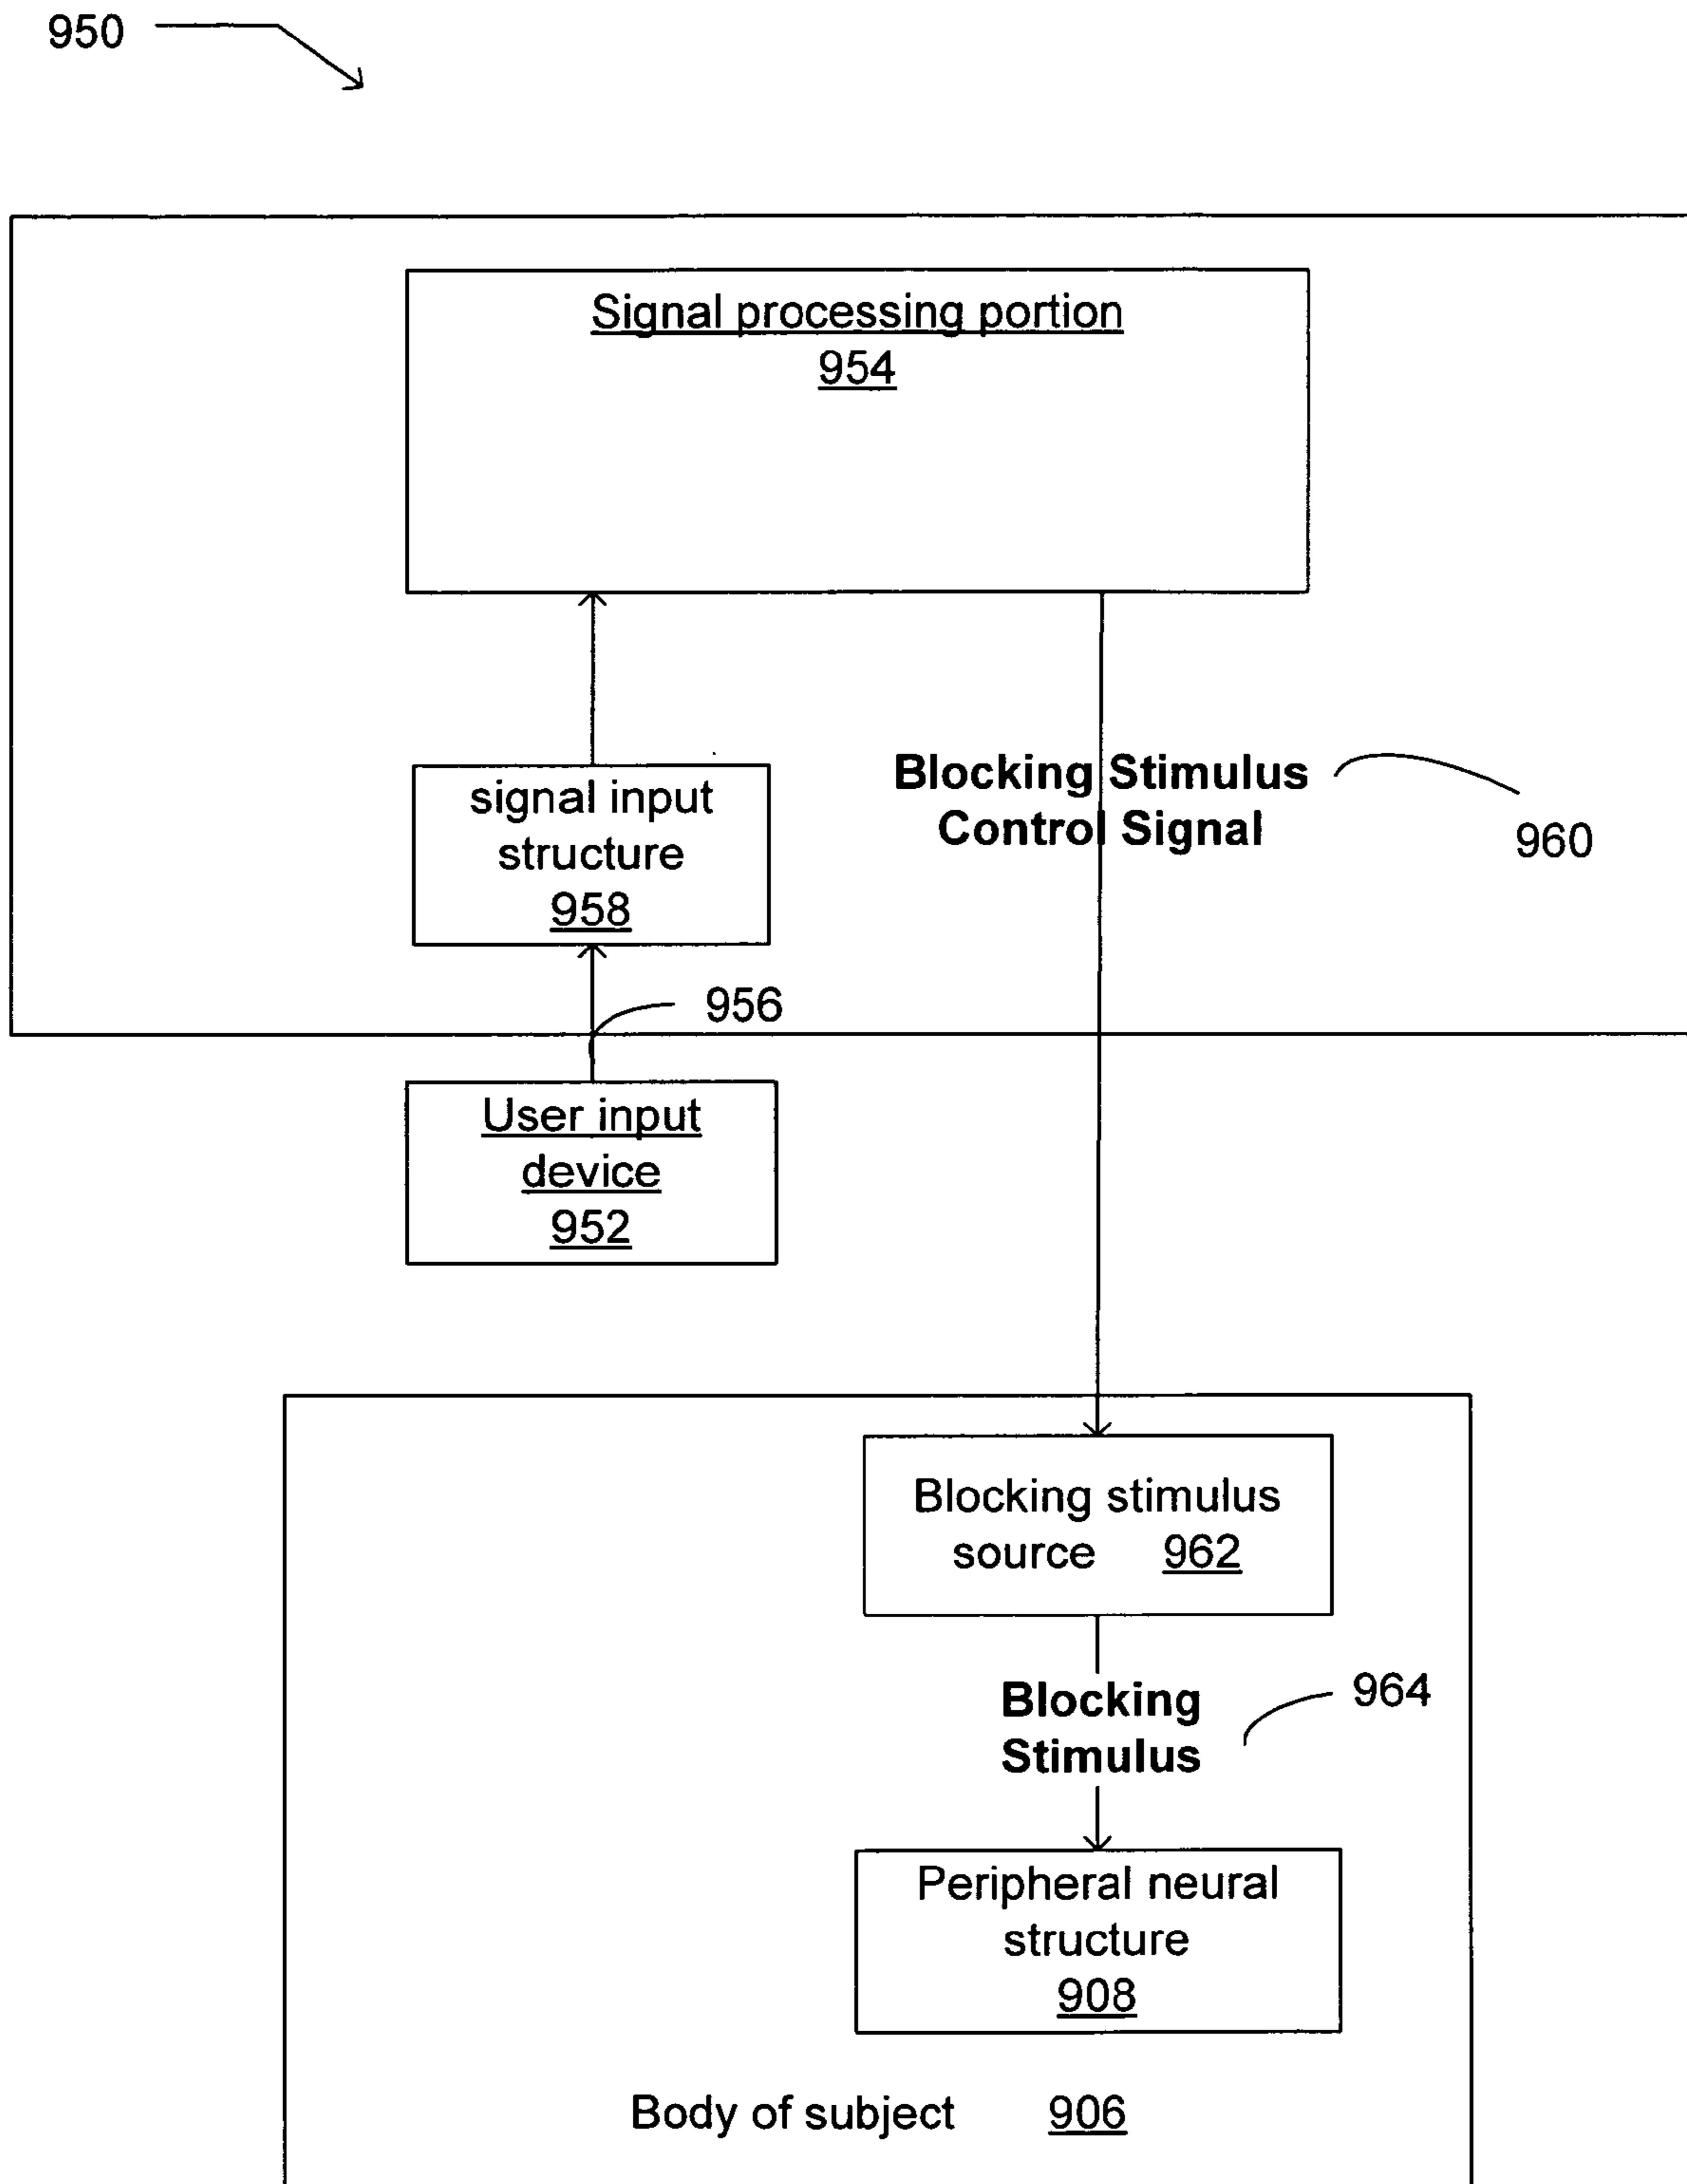 950
Signal processing portion
954
signal input
structure
958
Blocking Stimulus
Control Signal
960
956
User input
device
952
Blocking stimulus
source 962
Blocking
Stimulus
964
Peripheral neural
structure
908
Body of subject 906